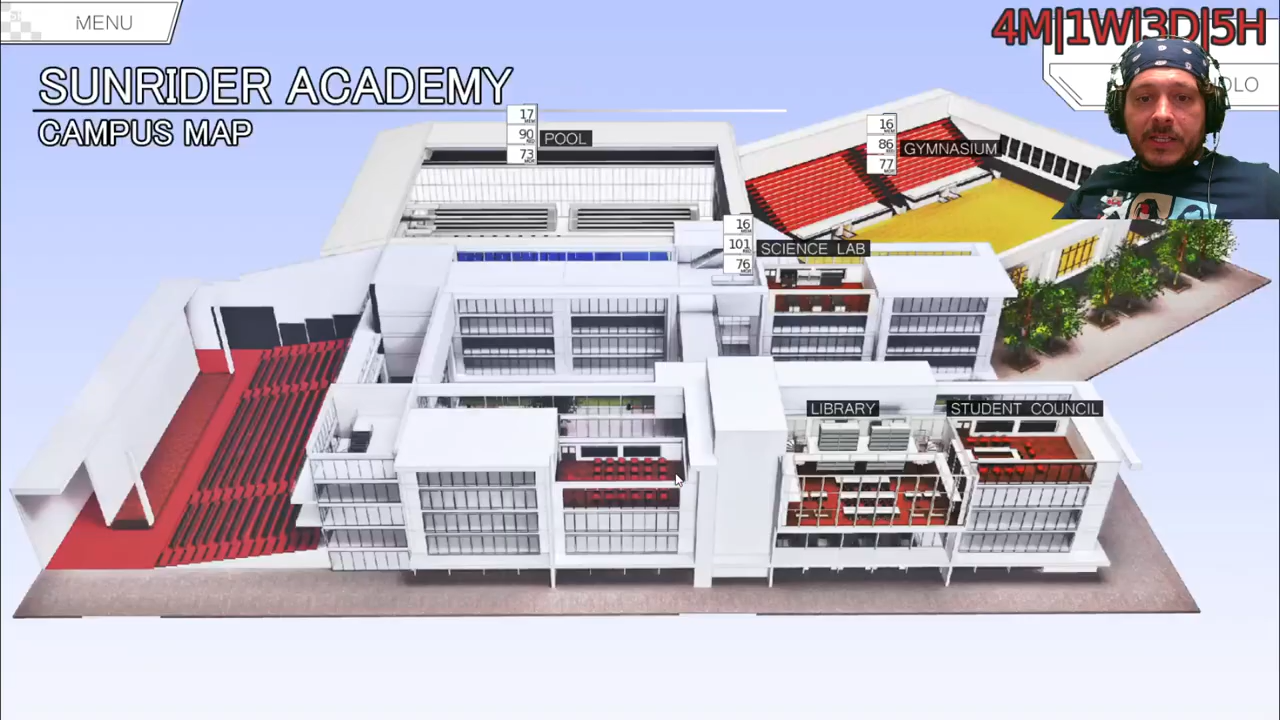 MENU
4M|1W|3D|5H
OLO
SUNRIDER ACADEMY
CAMPUS MAP
17
90
73
POOL
16
86
77
GYMNASIUM
16
101
76
SCIENCE LAB
LIBRARY
STUDENT COUNCIL